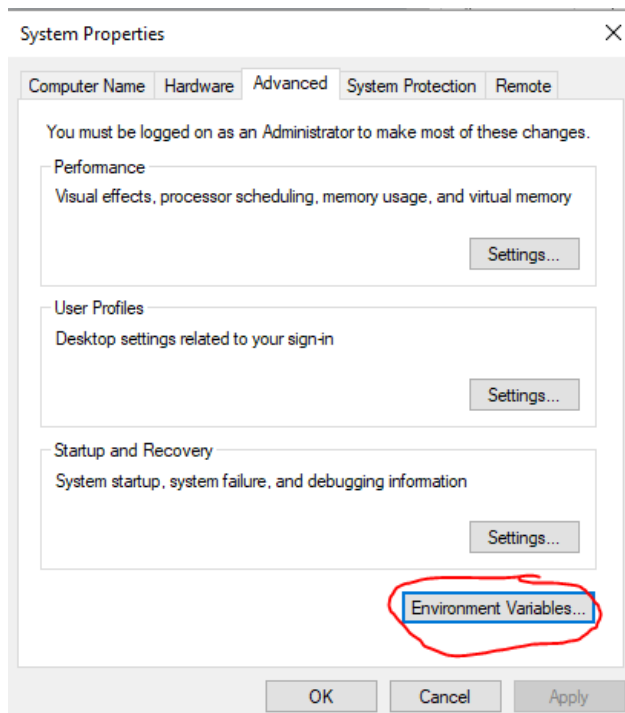 System Properties
Computer Name Hardware Advanced System Protection Remote
You must be logged on as an Administrator to make most of these changes.
Performance
Visual effects, processor scheduling, memory usage, and virtual memory
Settings...
User Profiles
Desktop settings related to your sign-in
Settings...
Startup and Recovery
System startup, system failure, and debugging information
Settings...
Environment Variables...
OK Cancel Apply